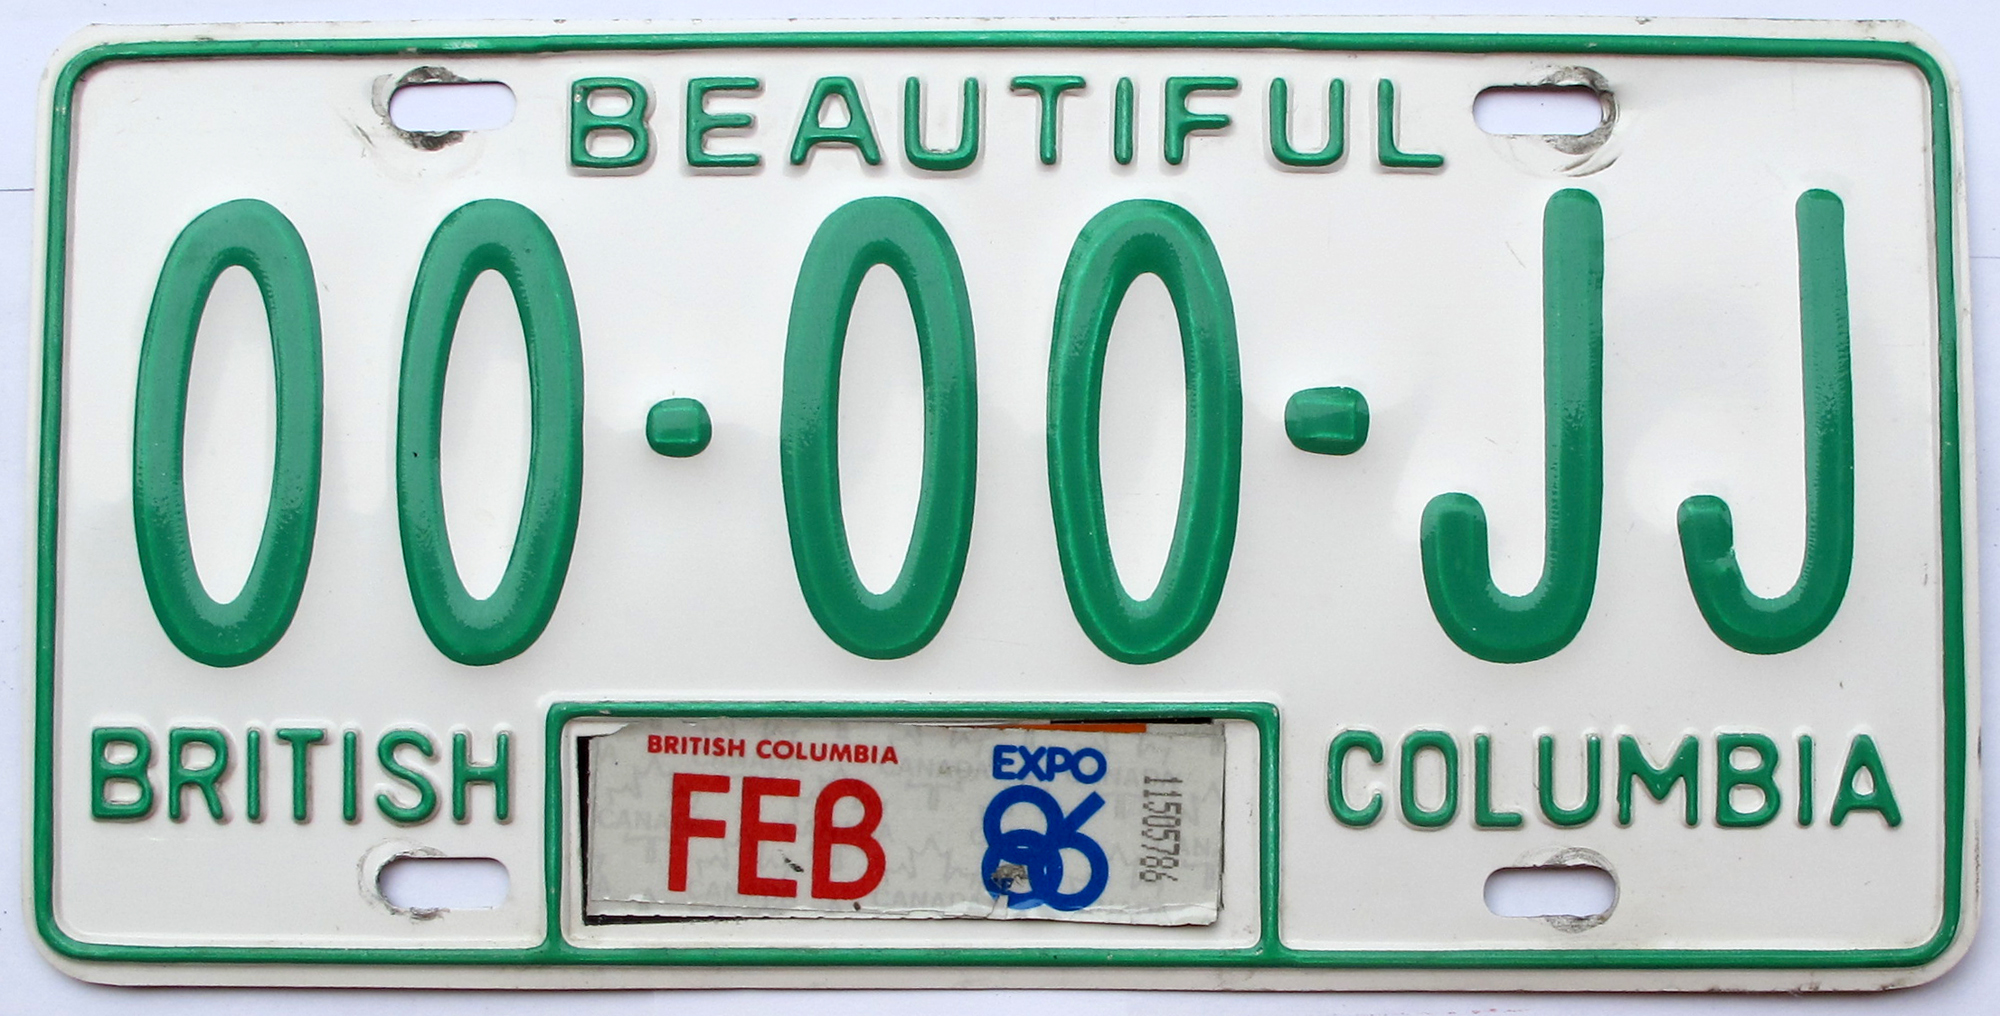 BEAUTIFUL
00-00-JJ
BRITISH
BRITISH COLUMBIA
FEB
EXPO
86
11505786
COLUMBIA